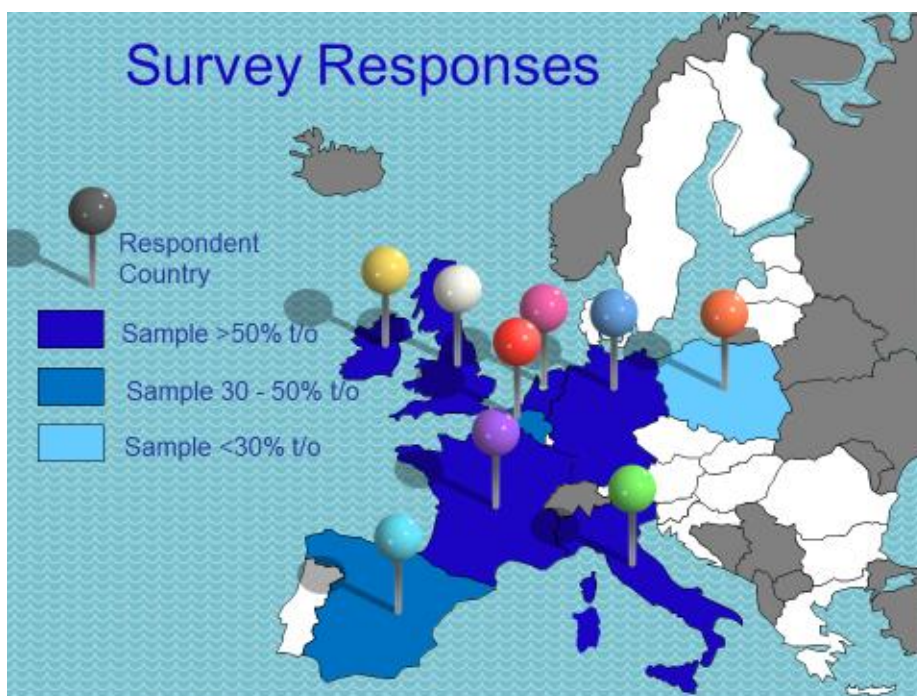 Survey Responses
Respondent
Country
Sample >50% t/o
Sample 30 - 50% t/o
Sample <30% t/o